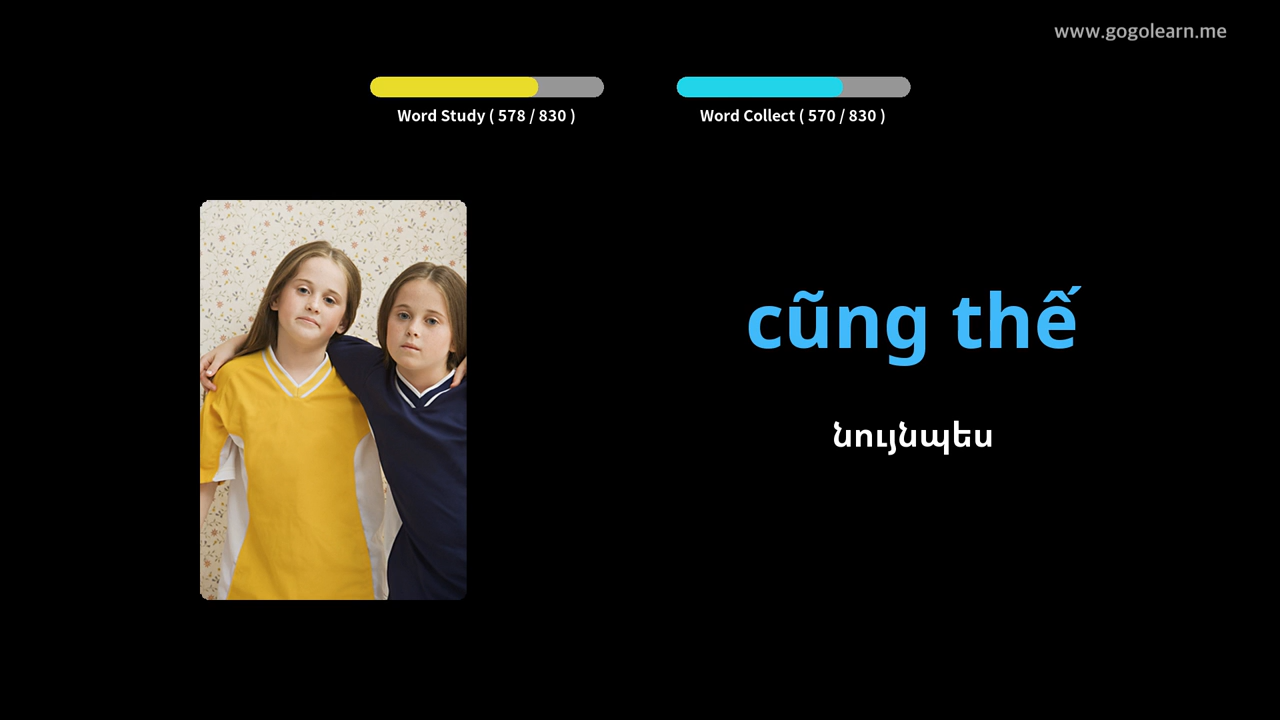 www.gogolearn.me
Word Study ( 578 / 830 )
Word Collect ( 570 / 830 )
cũng thế
նույնպես